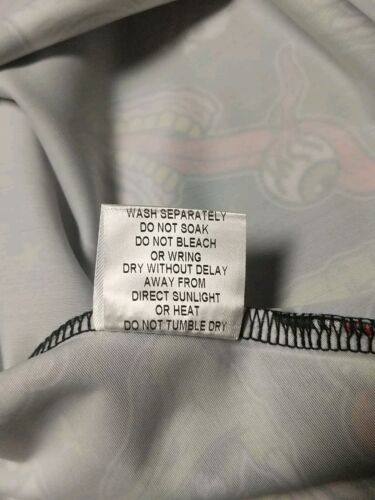 WASH SEPARATELY
DO NOT SOAK
DO NOT BLEACH
OR WRING
DRY WITHOUT DELAY
AWAY FROM
DIRECT SUNLIGHT
OR HEAT
DO NOT TUMBLE DRY